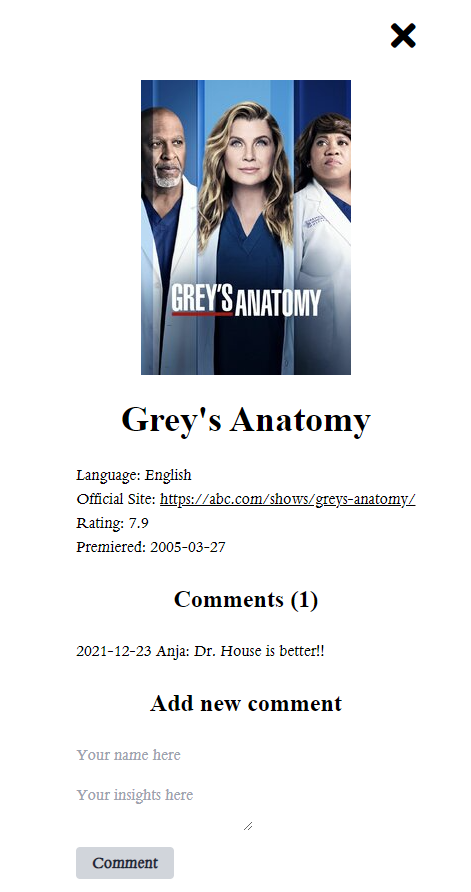 GREY'S ANATOMY
Grey's Anatomy
Language: English
Official Site: https://abc.com/shows/greys-anatomy/
Rating: 7.9
Premiered: 2005-03-27
Comments (1)
2021-12-23 Anja: Dr. House is better!!
Add new comment
Your name here
Your insights here
Comment